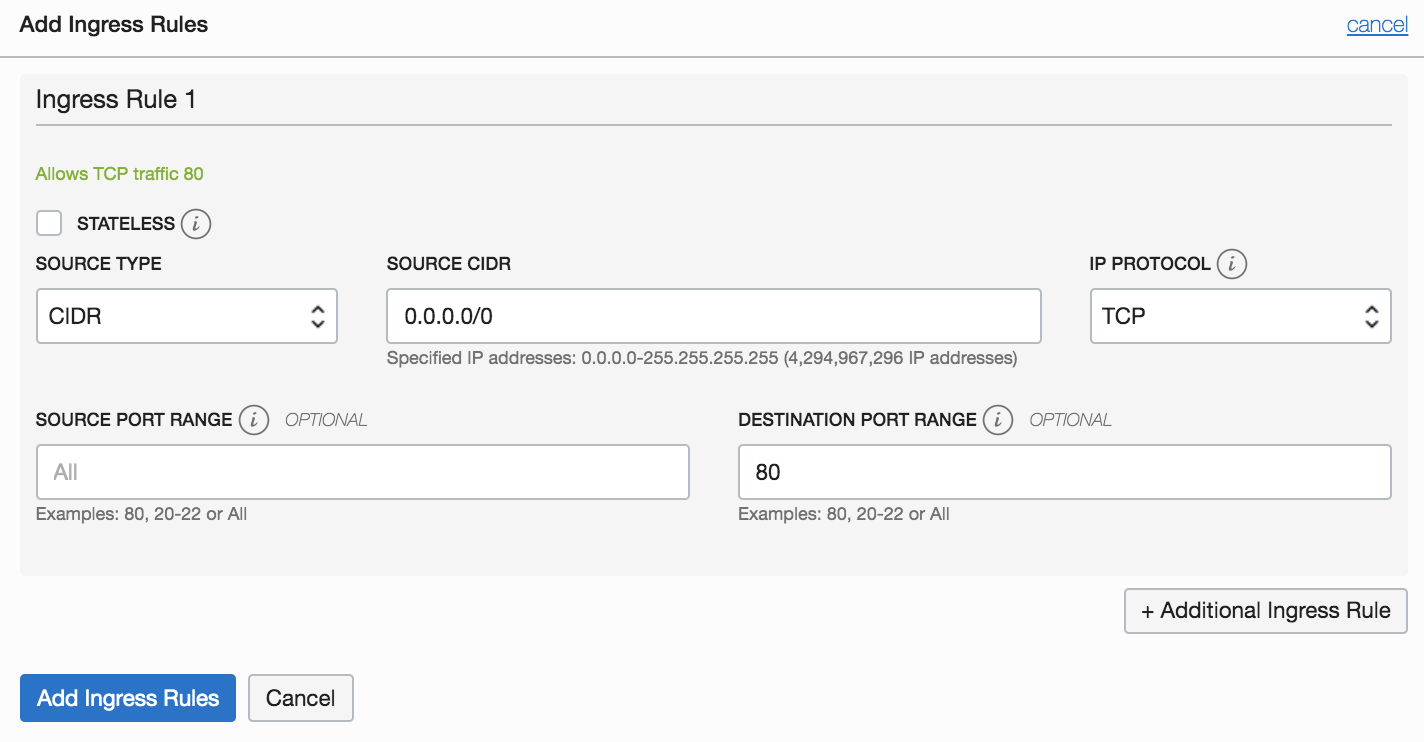 Add Ingress Rules
cancel
Ingress Rule 1
Allows TCP traffic 80
STATELESS i
SOURCE TYPE
SOURCE CIDR
IP PROTOCOL i
CIDR
0.0.0.0/0
TCP
Specified IP addresses: 0.0.0.0-255.255.255.255 (4,294,967,296 IP addresses)
SOURCE PORT RANGE i OPTIONAL
DESTINATION PORT RANGE i OPTIONAL
All
80
Examples: 80, 20-22 or All
Examples: 80, 20-22 or All
+ Additional Ingress Rule
Add Ingress Rules
Cancel